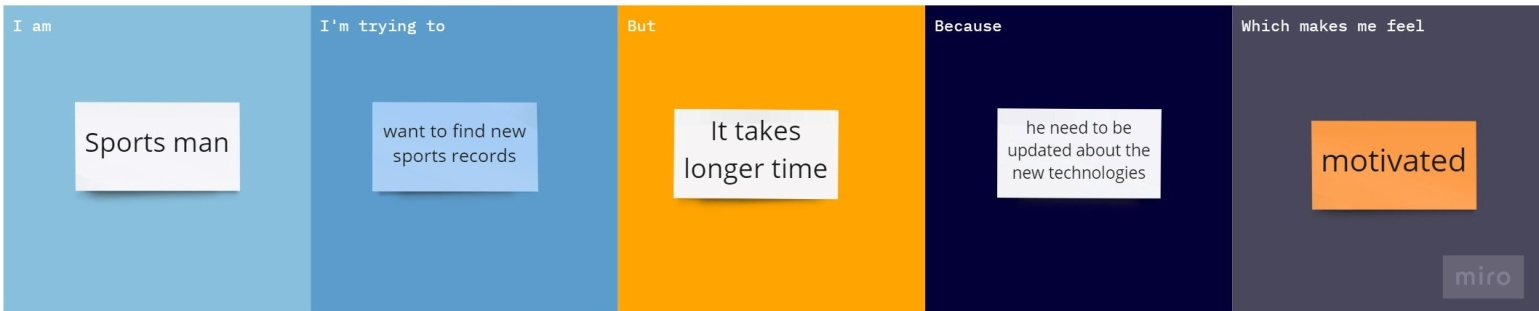 I am
Sports man
I'm trying to
want to find new
sports records
But
It takes
longer time
Because
he need to be
updated about the
new technologies
Which makes me feel
motivated
miro